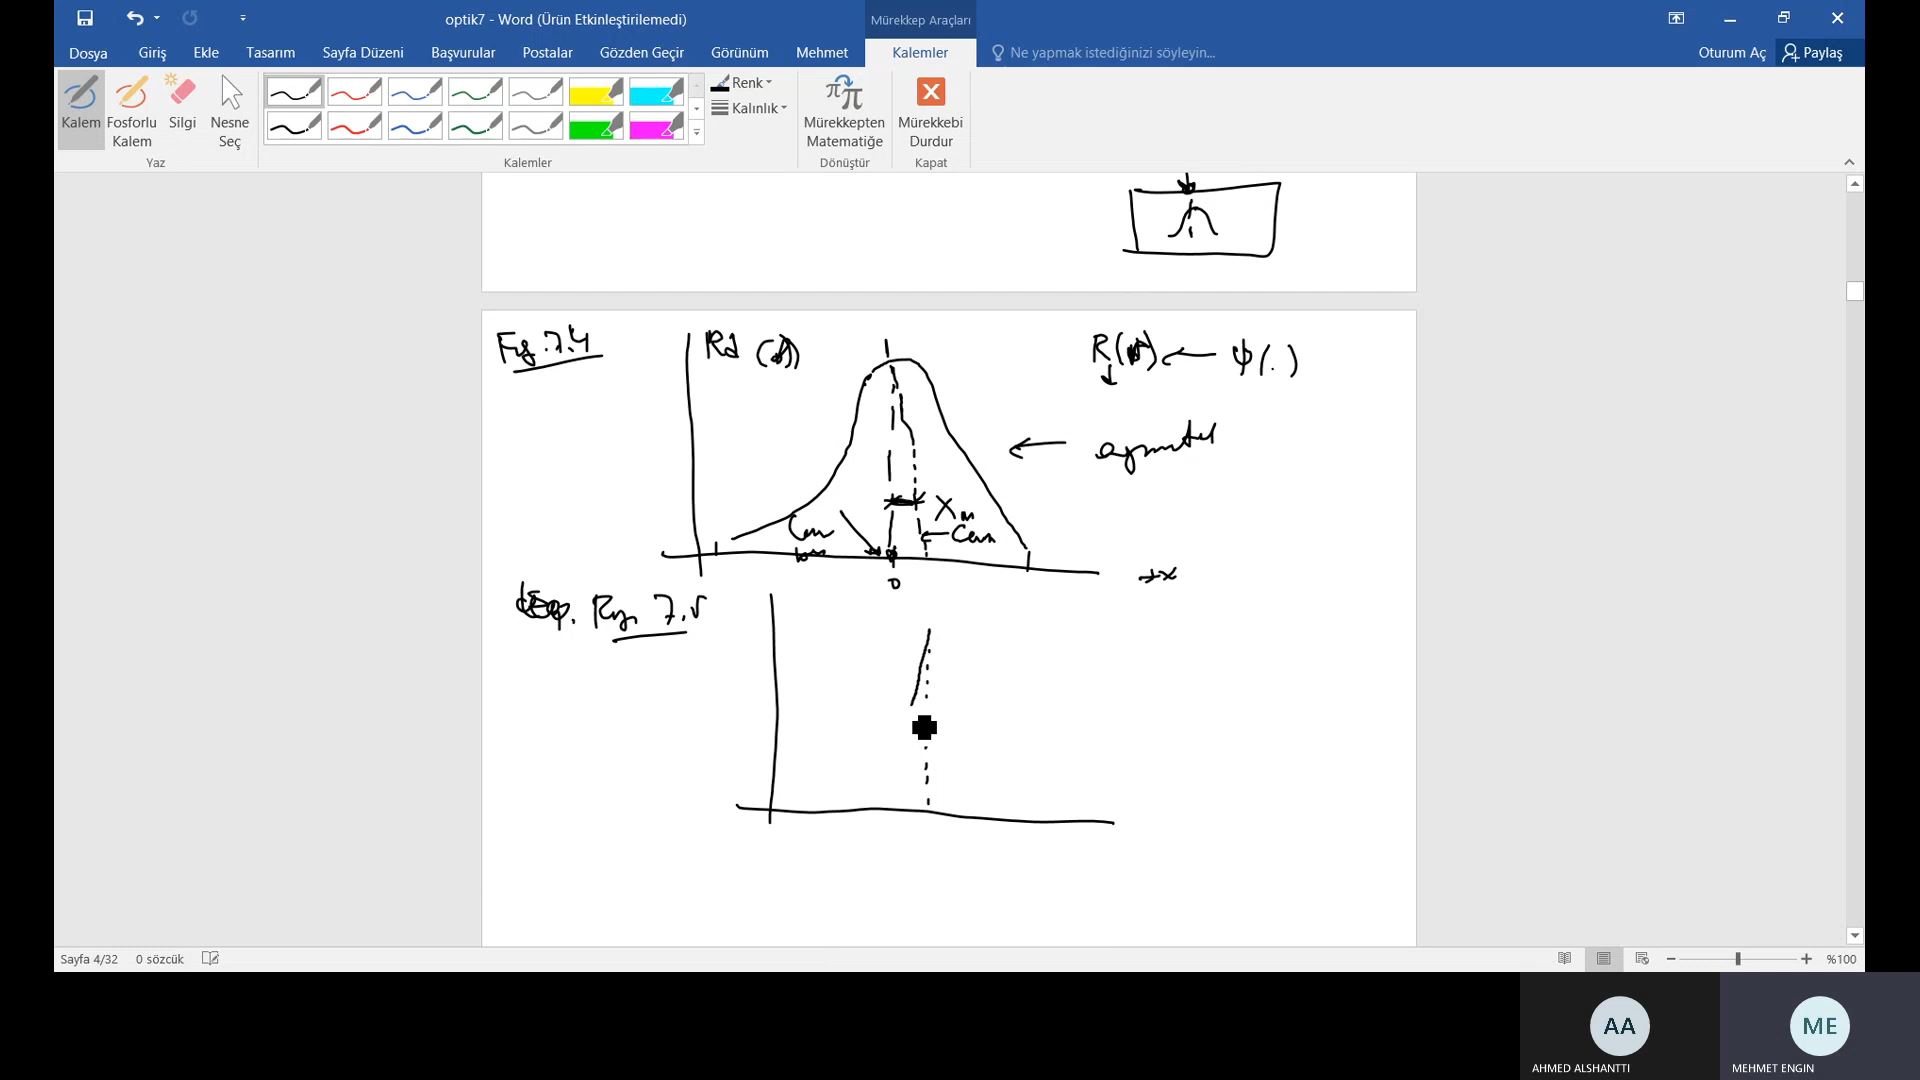 optik7 - Word (Ürün Etkinleştirilemedi)
Mürekkep Araçları
Dosya Giriş Ekle Tasarım Sayfa Düzeni Başvurular Postalar Gözden Geçir Görünüm Mehmet Kalemler Ne yapmak istediğinizi söyleyin... Oturum Aç Paylaş
Kalem Fosforlu Kalem Silgi Nesne Seç
Renk
Kalınlık
Mürekkepten Matematiğe
Mürekkebi Durdur
Yaz Kalemler Dönüştür Kapat
Fig. 7.4
Rd
R( ) ← ψ(.)
Xm
0
+x
7.5
Sayfa 4/32 0 sözcük %100
AA ME
AHMED ALSHANTTI MEHMET ENGIN